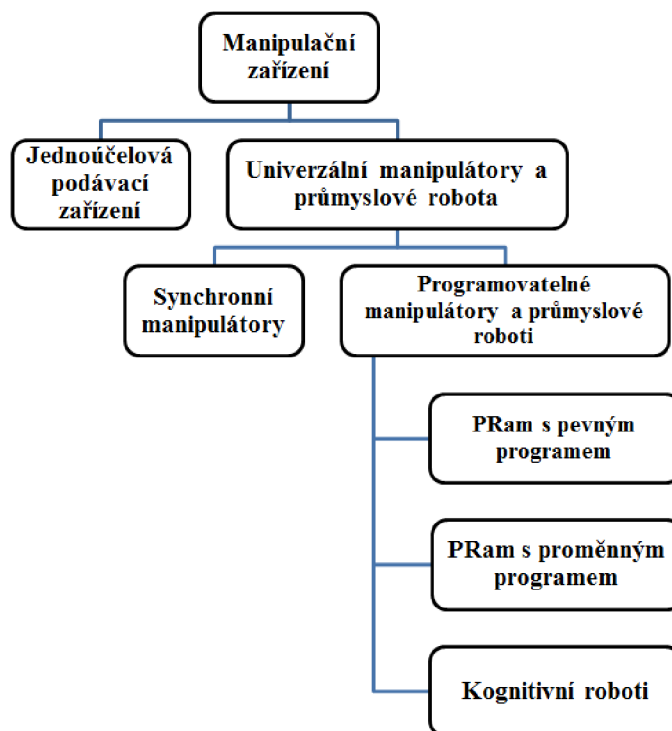 Manipulační
zařízení
Jednoúčelová
podávací
zařízení
Univerzální manipulátory a
průmyslové robota
Synchronní
manipulátory
Programovatelné
manipulátory a průmyslové
roboti
PRam s pevným
programem
PRam s proměnným
programem
Kognitivní roboti